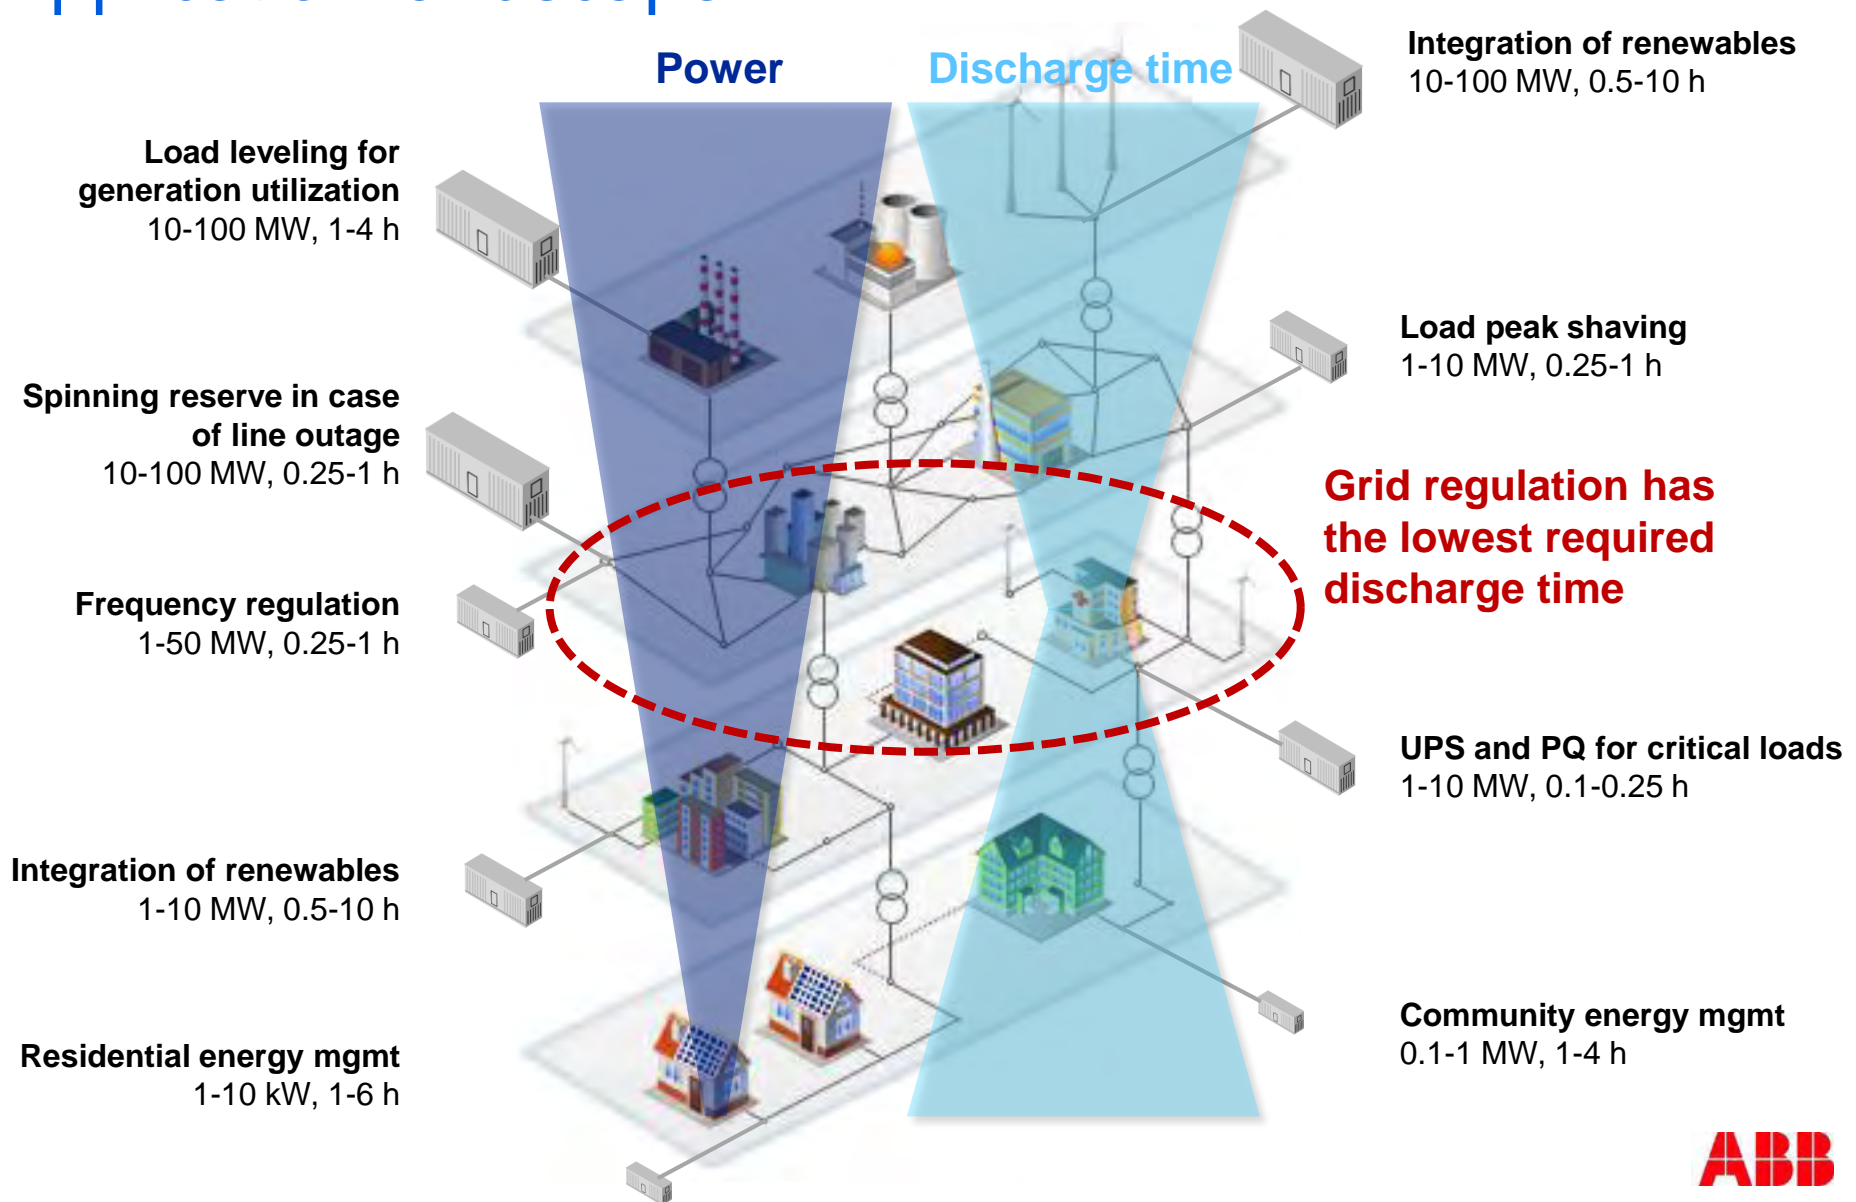 Power
Discharge time
Integration of renewables
10-100 MW, 0.5-10 h
Load leveling for
generation utilization
10-100 MW, 1-4 h
Load peak shaving
1-10 MW, 0.25-1 h
Spinning reserve in case
of line outage
10-100 MW, 0.25-1 h
Grid regulation has
the lowest required
discharge time
Frequency regulation
1-50 MW, 0.25-1 h
UPS and PQ for critical loads
1-10 MW, 0.1-0.25 h
Integration of renewables
1-10 MW, 0.5-10 h
Community energy mgmt
0.1-1 MW, 1-4 h
Residential energy mgmt
1-10 kW, 1-6 h
ABB